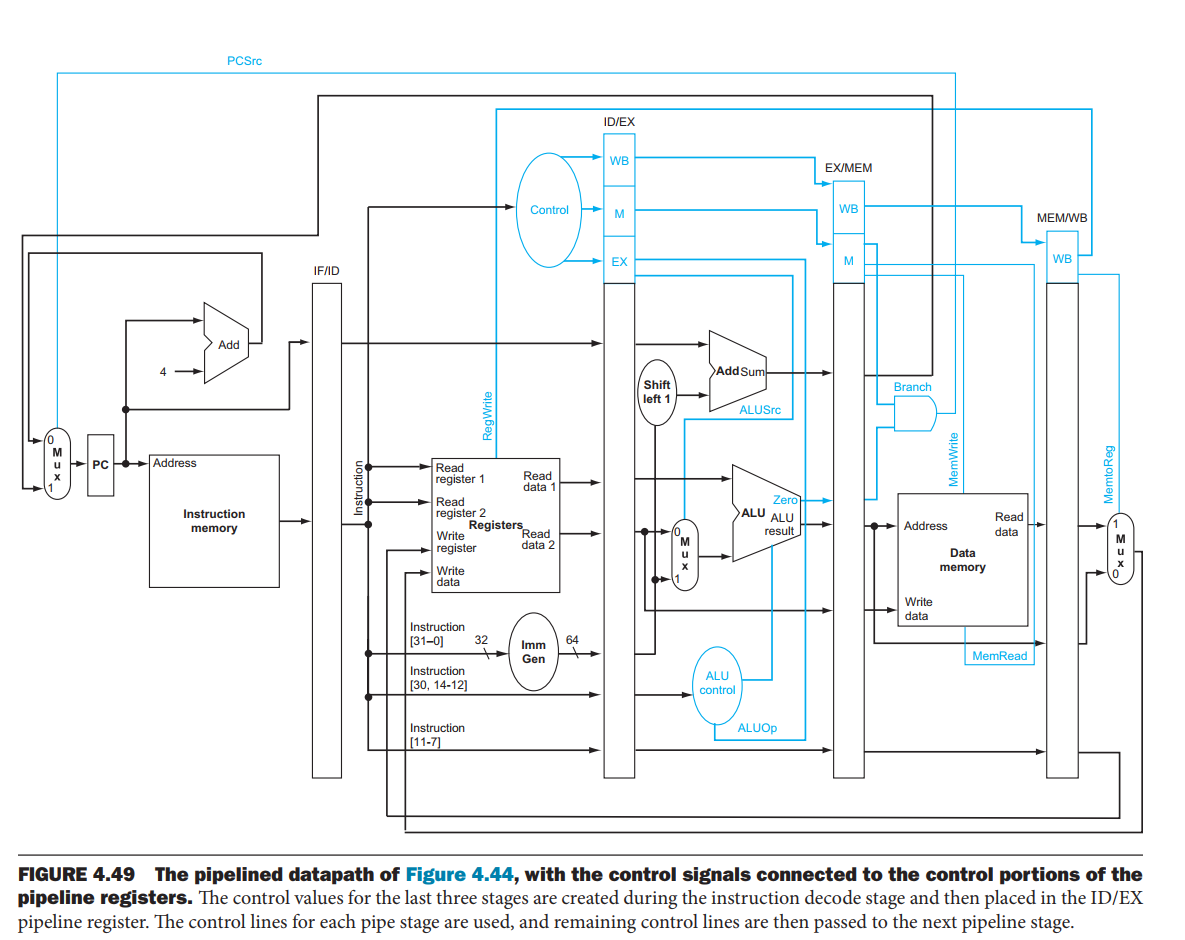 PCSrc
ID/EX
WB
EX/MEM
Control
M
WB
MEM/WB
EX
M
WB
IF/ID
Add
4
Add Sum
Shift
left 1
ALUSrc
Branch
RegWrite
MemWrite
MemtoReg
0
M
u
x
1
PC
Address
Instruction
memory
Instruction
Read
register 1
Read
data 1
Read
register 2
Registers
Write
register
Read
data 2
Write
data
Zero
ALU
ALU
result
0
M
u
x
1
Address
Read
data
Data
memory
Write
data
1
M
u
x
0
MemRead
Instruction
[31–0]
32
Imm
Gen
64
Instruction
[30, 14-12]
ALU
control
Instruction
[11-7]
ALUOp
FIGURE 4.49 The pipelined datapath of Figure 4.44, with the control signals connected to the control portions of the
pipeline registers. The control values for the last three stages are created during the instruction decode stage and then placed in the ID/EX
pipeline register. The control lines for each pipe stage are used, and remaining control lines are then passed to the next pipeline stage.